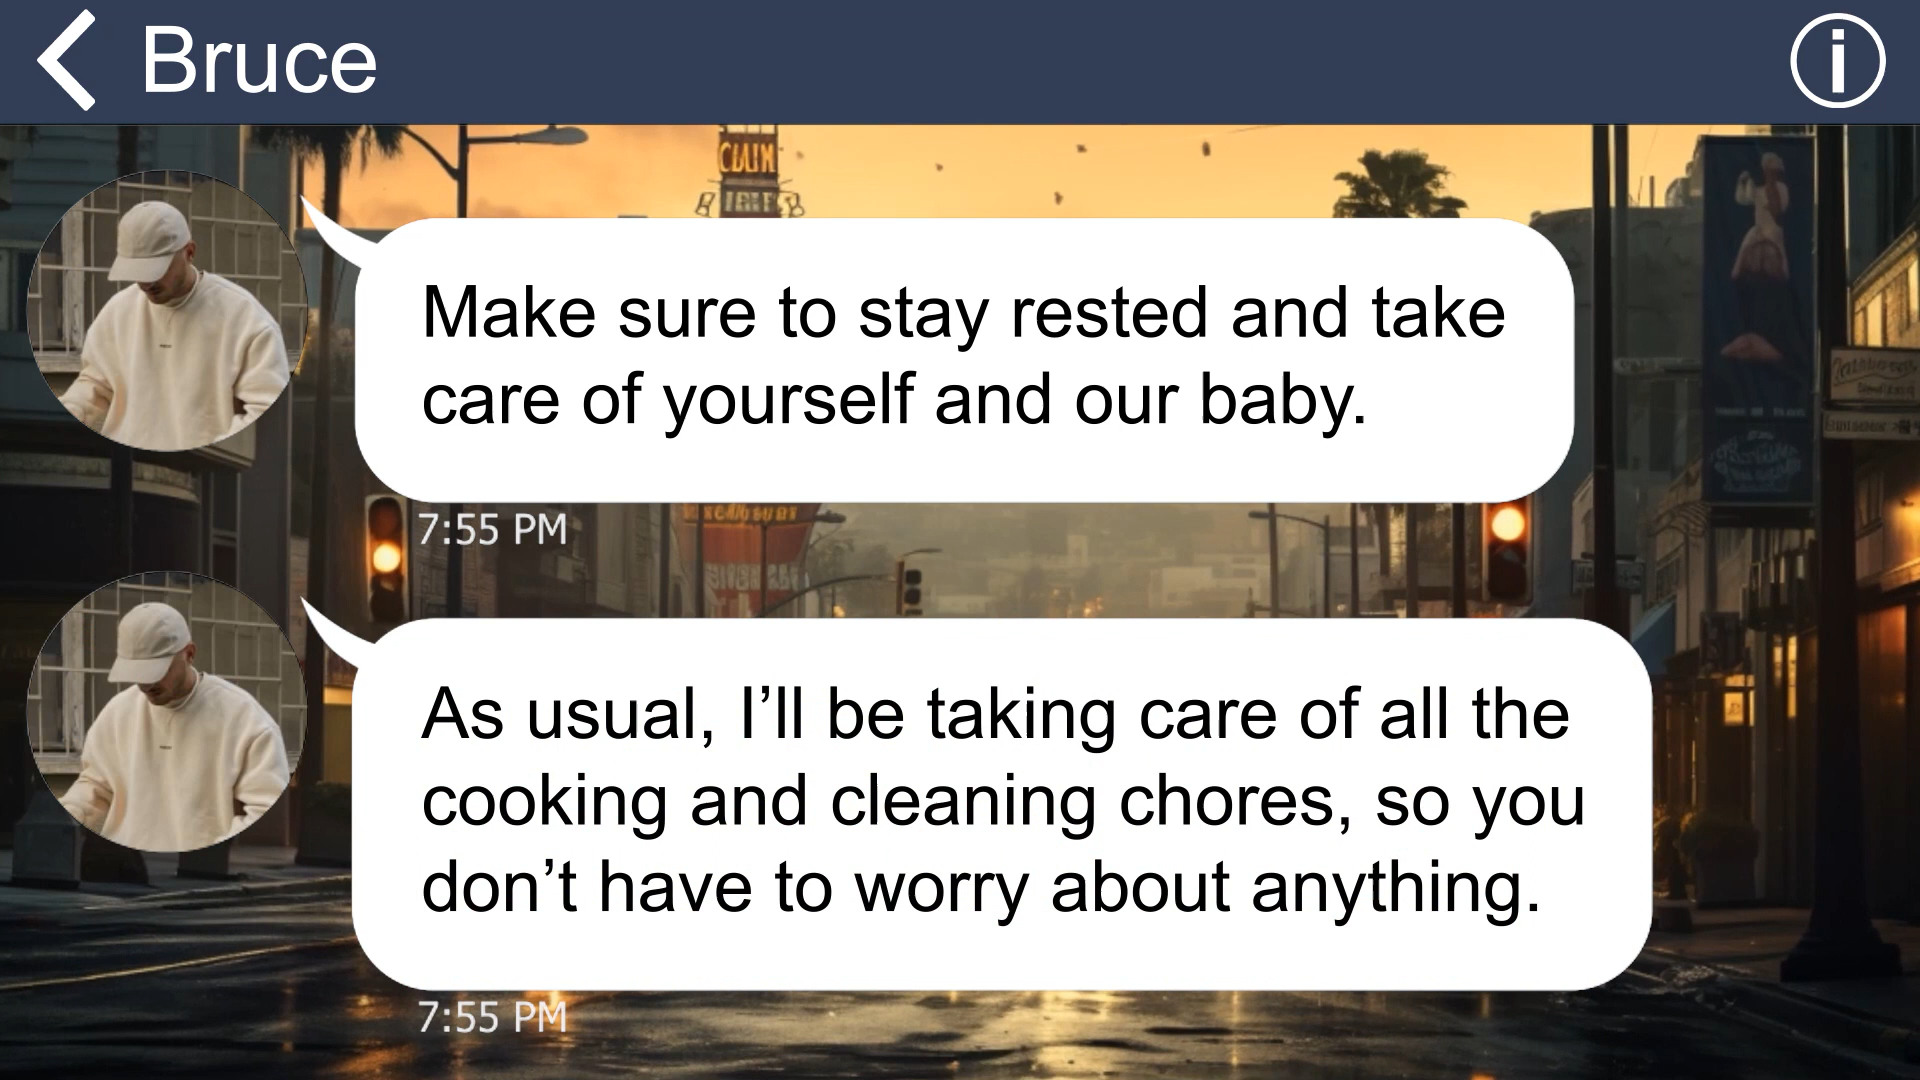 Bruce
CLAIM
Make sure to stay rested and take
care of yourself and our baby.
7:55 PM
As usual, I’ll be taking care of all the
cooking and cleaning chores, so you
don’t have to worry about anything.
7:55 PM